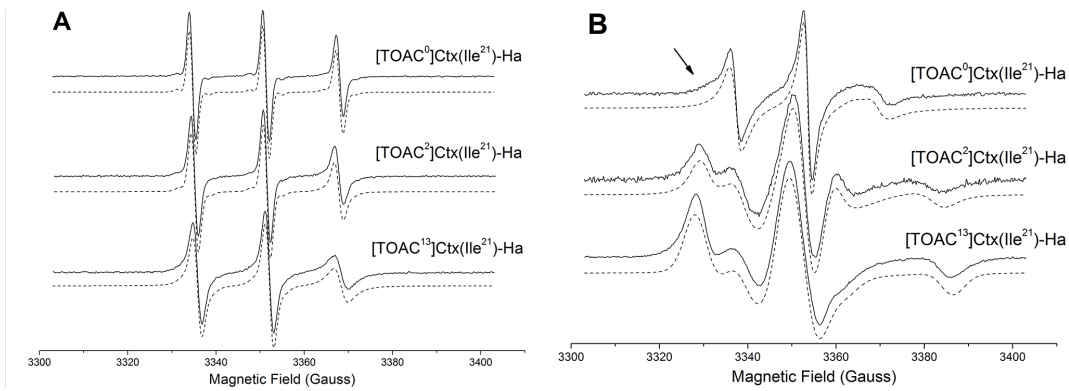 A
[TOAC⁰]Ctx(Ile²¹)-Ha
[TOAC²]Ctx(Ile²¹)-Ha
[TOAC¹³]Ctx(Ile²¹)-Ha
3300 3320 3340 3360 3380 3400
Magnetic Field (Gauss)
B
[TOAC⁰]Ctx(Ile²¹)-Ha
[TOAC²]Ctx(Ile²¹)-Ha
[TOAC¹³]Ctx(Ile²¹)-Ha
3300 3320 3340 3360 3380 3400
Magnetic Field (Gauss)